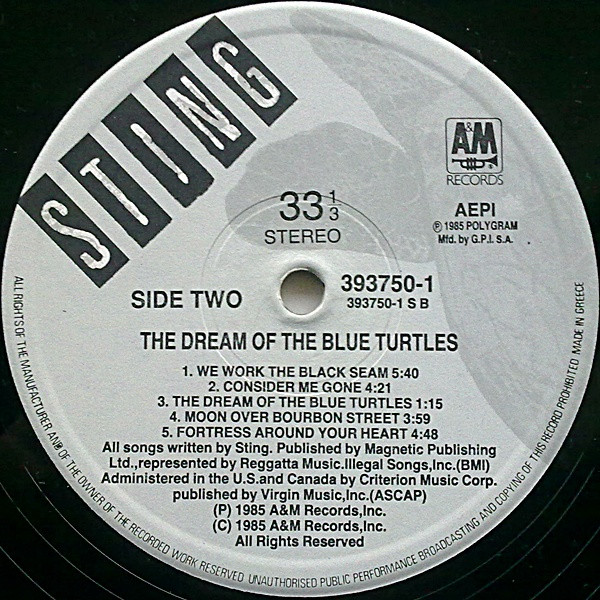 STING
A&M
RECORDS
33 1/3
STEREO
AEPI
Ⓟ 1985 POLYGRAM
Mfd. by G.P.I. S.A.
SIDE TWO
393750-1
393750-1 S B
THE DREAM OF THE BLUE TURTLES
1. WE WORK THE BLACK SEAM 5:40
2. CONSIDER ME GONE 4:21
3. THE DREAM OF THE BLUE TURTLES 1:15
4. MOON OVER BOURBON STREET 3:59
5. FORTRESS AROUND YOUR HEART 4:48
All songs written by Sting. Published by Magnetic Publishing
Ltd.,represented by Reggatta Music.Illegal Songs,Inc.(BMI)
Administered in the U.S.and Canada by Criterion Music Corp.
published by Virgin Music,Inc.(ASCAP)
(P) 1985 A&M Records,Inc.
(C) 1985 A&M Records,Inc.
All Rights Reserved
ALL RIGHTS OF THE MANUFACTURER AND OF THE OWNER OF THE RECORDED WORK RESERVED UNAUTHORISED PUBLIC PERFORMANCE BROADCASTING AND COPYING OF THIS RECORD PROHIBITED MADE IN GREECE